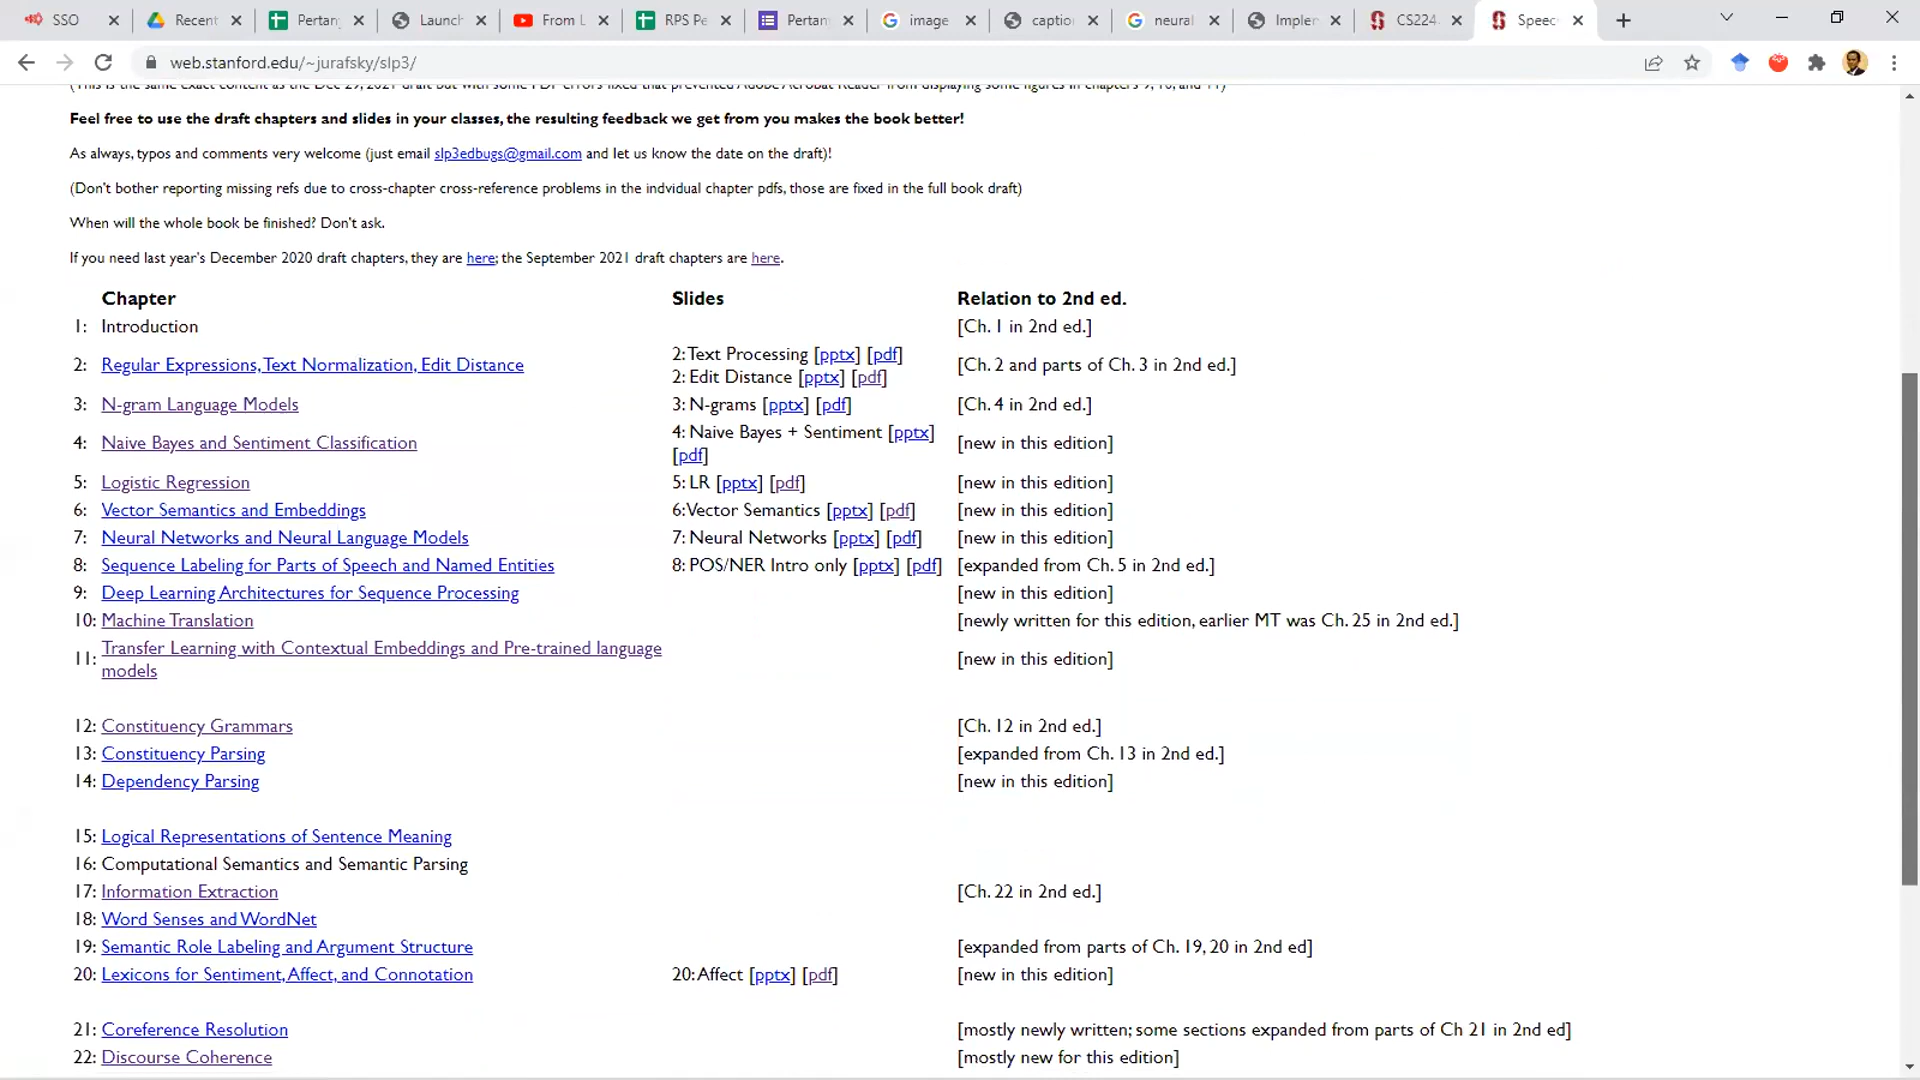 SSO
Recent
Pertan
Launch
From L
RPS Pe
Pertan
image
captio
neural
Implem
CS224
Speec
web.stanford.edu/~jurafsky/slp3/
(This is the same exact content as the Dec 29, 2021 draft but with some PDF errors fixed that prevented Adobe Acrobat Reader from displaying some figures in chapters 9, 10, and 11)
Feel free to use the draft chapters and slides in your classes, the resulting feedback we get from you makes the book better!
As always, typos and comments very welcome (just email slp3edbugs@gmail.com and let us know the date on the draft)!
(Don't bother reporting missing refs due to cross-chapter cross-reference problems in the indvidual chapter pdfs, those are fixed in the full book draft)
When will the whole book be finished? Don't ask.
If you need last year's December 2020 draft chapters, they are here; the September 2021 draft chapters are here.
Chapter Slides Relation to 2nd ed.
1: Introduction [Ch. 1 in 2nd ed.]
2: Regular Expressions, Text Normalization, Edit Distance 2: Text Processing [pptx] [pdf]
2: Edit Distance [pptx] [pdf] [Ch. 2 and parts of Ch. 3 in 2nd ed.]
3: N-gram Language Models 3: N-grams [pptx] [pdf] [Ch. 4 in 2nd ed.]
4: Naive Bayes and Sentiment Classification 4: Naive Bayes + Sentiment [pptx]
[pdf] [new in this edition]
5: Logistic Regression 5: LR [pptx] [pdf] [new in this edition]
6: Vector Semantics and Embeddings 6: Vector Semantics [pptx] [pdf] [new in this edition]
7: Neural Networks and Neural Language Models 7: Neural Networks [pptx] [pdf] [new in this edition]
8: Sequence Labeling for Parts of Speech and Named Entities 8: POS/NER Intro only [pptx] [pdf] [expanded from Ch. 5 in 2nd ed.]
9: Deep Learning Architectures for Sequence Processing [new in this edition]
10: Machine Translation [newly written for this edition, earlier MT was Ch. 25 in 2nd ed.]
11: Transfer Learning with Contextual Embeddings and Pre-trained language
models [new in this edition]
12: Constituency Grammars [Ch. 12 in 2nd ed.]
13: Constituency Parsing [expanded from Ch. 13 in 2nd ed.]
14: Dependency Parsing [new in this edition]
15: Logical Representations of Sentence Meaning
16: Computational Semantics and Semantic Parsing
17: Information Extraction [Ch. 22 in 2nd ed.]
18: Word Senses and WordNet
19: Semantic Role Labeling and Argument Structure [expanded from parts of Ch. 19, 20 in 2nd ed]
20: Lexicons for Sentiment, Affect, and Connotation 20: Affect [pptx] [pdf] [new in this edition]
21: Coreference Resolution [mostly newly written; some sections expanded from parts of Ch 21 in 2nd ed]
22: Discourse Coherence [mostly new for this edition]